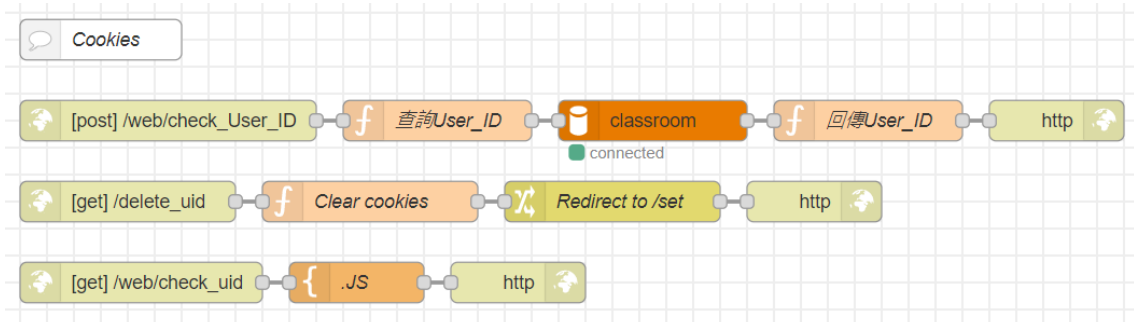 Cookies
[post] /web/check_User_ID 查詢User_ID classroom 回傳User_ID http
connected
[get] /delete_uid Clear cookies Redirect to /set http
[get] /web/check_uid .JS http